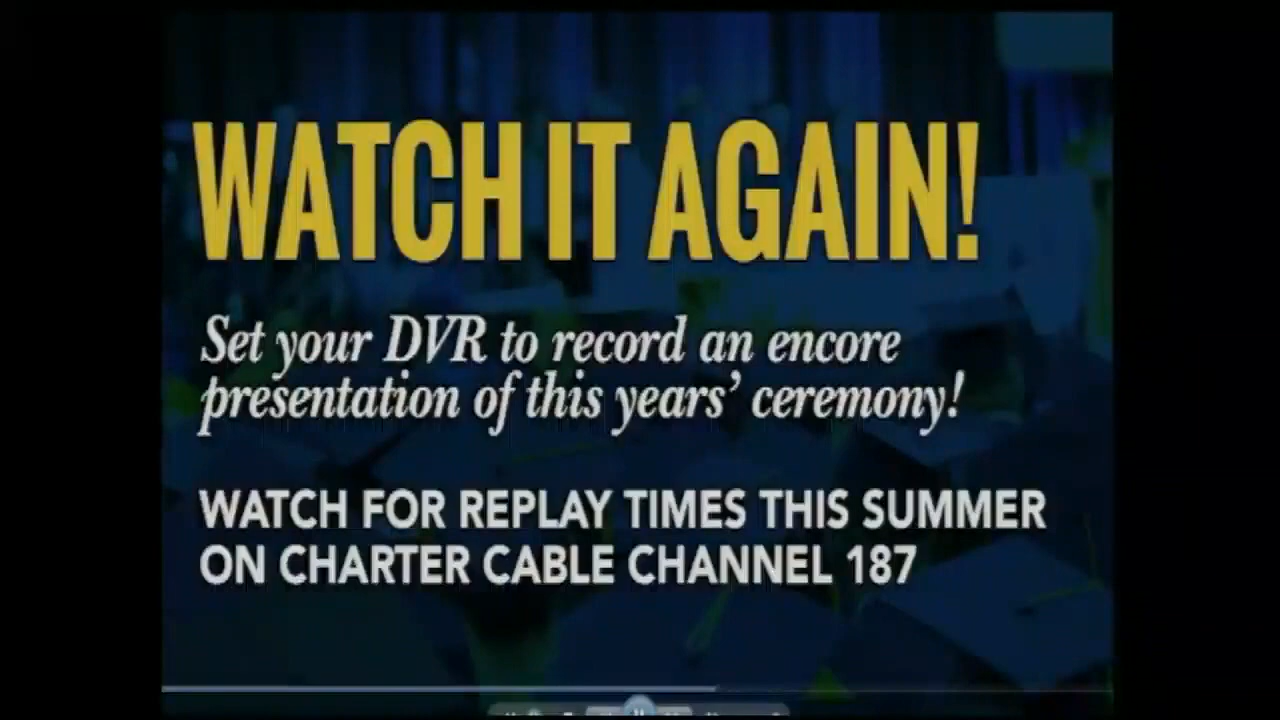 WATCH IT AGAIN!
Set your DVR to record an encore
presentation of this years’ ceremony!
WATCH FOR REPLAY TIMES THIS SUMMER
ON CHARTER CABLE CHANNEL 187